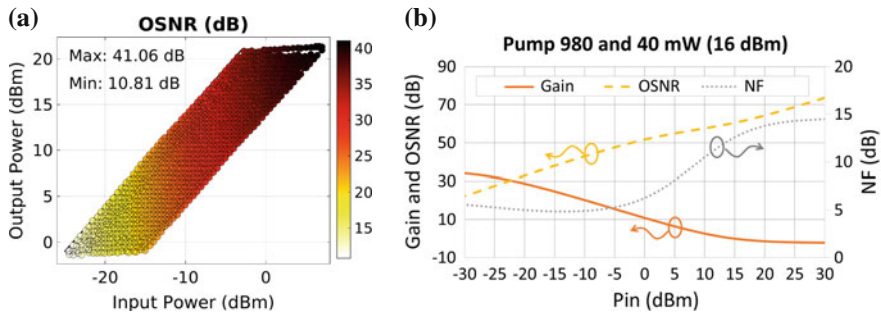 (a)
OSNR (dB)
Max: 41.06 dB
Min: 10.81 dB
Output Power (dBm)
20
15
10
5
0
-20
-10
0
Input Power (dBm)
40
35
30
25
20
15
(b)
Pump 980 and 40 mW (16 dBm)
Gain
OSNR
NF
Gain and OSNR (dB)
90
70
50
30
10
-10
20
15
10
5
0
NF (dB)
-30 -25 -20 -15 -10 -5 0 5 10 15 20 25 30
Pin (dBm)